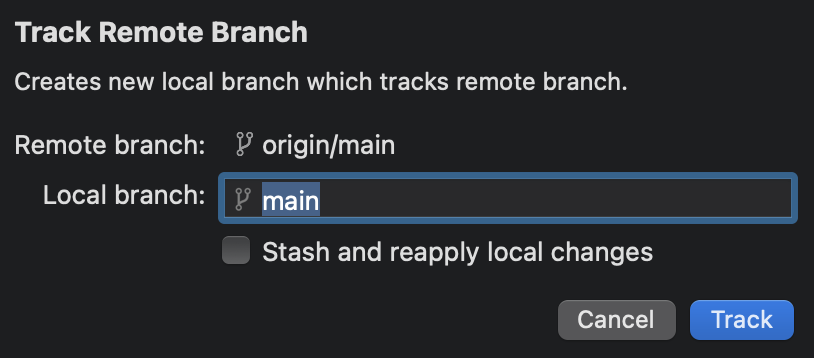 Track Remote Branch
Creates new local branch which tracks remote branch.
Remote branch: origin/main
Local branch: main
Stash and reapply local changes
Cancel Track